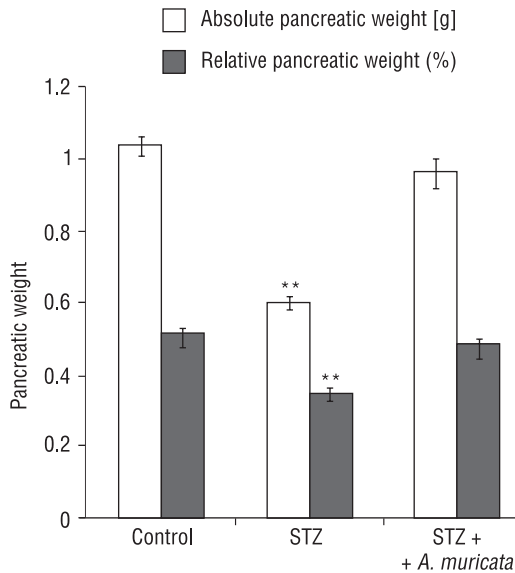 Absolute pancreatic weight [g]
Relative pancreatic weight (%)
Pancreatic weight
1.2
1
0.8
0.6
0.4
0.2
0
**
**
Control
STZ
STZ +
+ A. muricata